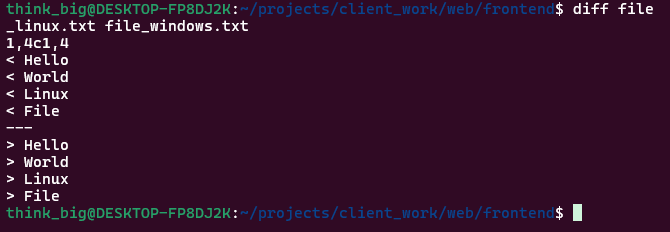 think_big@DESKTOP-FP8DJ2K:~/projects/client_work/web/frontend$ diff file
_linux.txt file_windows.txt
1,4c1,4
< Hello
< World
< Linux
< File
---
> Hello
> World
> Linux
> File
think_big@DESKTOP-FP8DJ2K:~/projects/client_work/web/frontend$